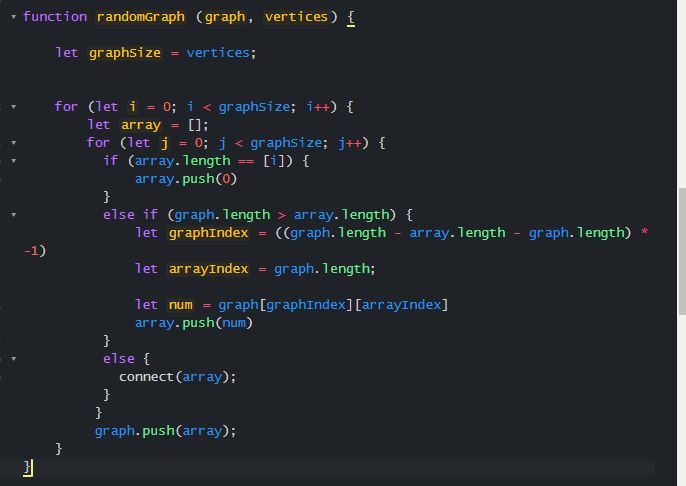 function randomGraph (graph, vertices) {
let graphSize = vertices;
for (let i = 0; i < graphSize; i++) {
let array = [];
for (let j = 0; j < graphSize; j++) {
if (array.length == [i]) {
array.push(0)
}
else if (graph.length > array.length) {
let graphIndex = ((graph.length - array.length - graph.length) *
-1)
let arrayIndex = graph.length;
let num = graph[graphIndex][arrayIndex]
array.push(num)
}
else {
connect(array);
}
}
graph.push(array);
}
}